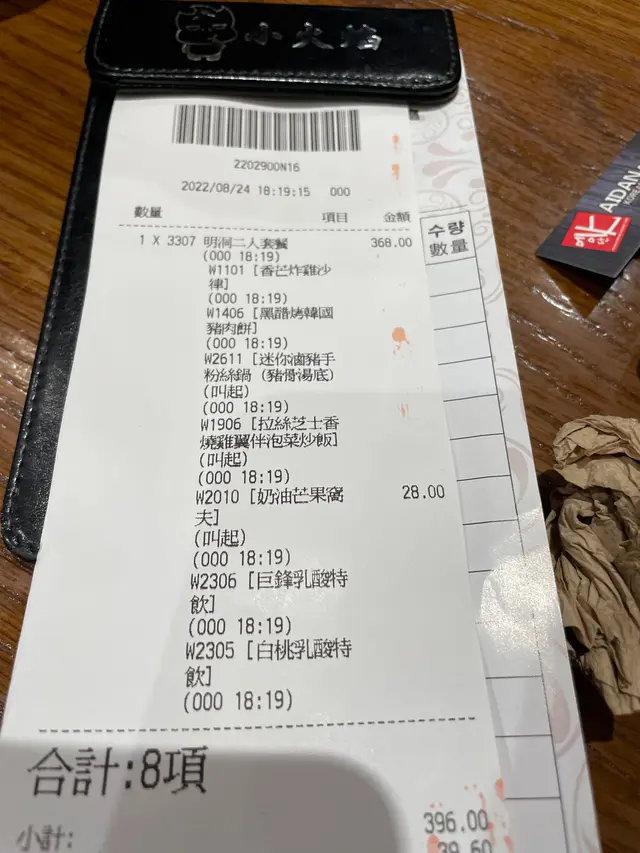 小火焰
2202900N16
2022/08/24 18:19:15 000
數量 項目 金額
1 X 3307 明洞二人套餐 368.00
(000 18:19)
W1101 [香芒炸雞沙
律]
(000 18:19)
W1406 [黑醋烤韓國
豬肉餅]
(000 18:19)
W2611 [迷你滷豬手
粉絲鍋 (豬骨湯底)
(叫起)
(000 18:19)
W1906 [拉絲芝士香
燒雞翼伴泡菜炒飯]
(叫起)
(000 18:19)
W2010 [奶油芒果窩 28.00
夫]
(叫起)
(000 18:19)
W2306 [巨鋒乳酸特
飲]
(000 18:19)
W2305 [白桃乳酸特
飲]
(000 18:19)
合計:8項
小計: 396.00
39.60
수량
數量
AIDAN